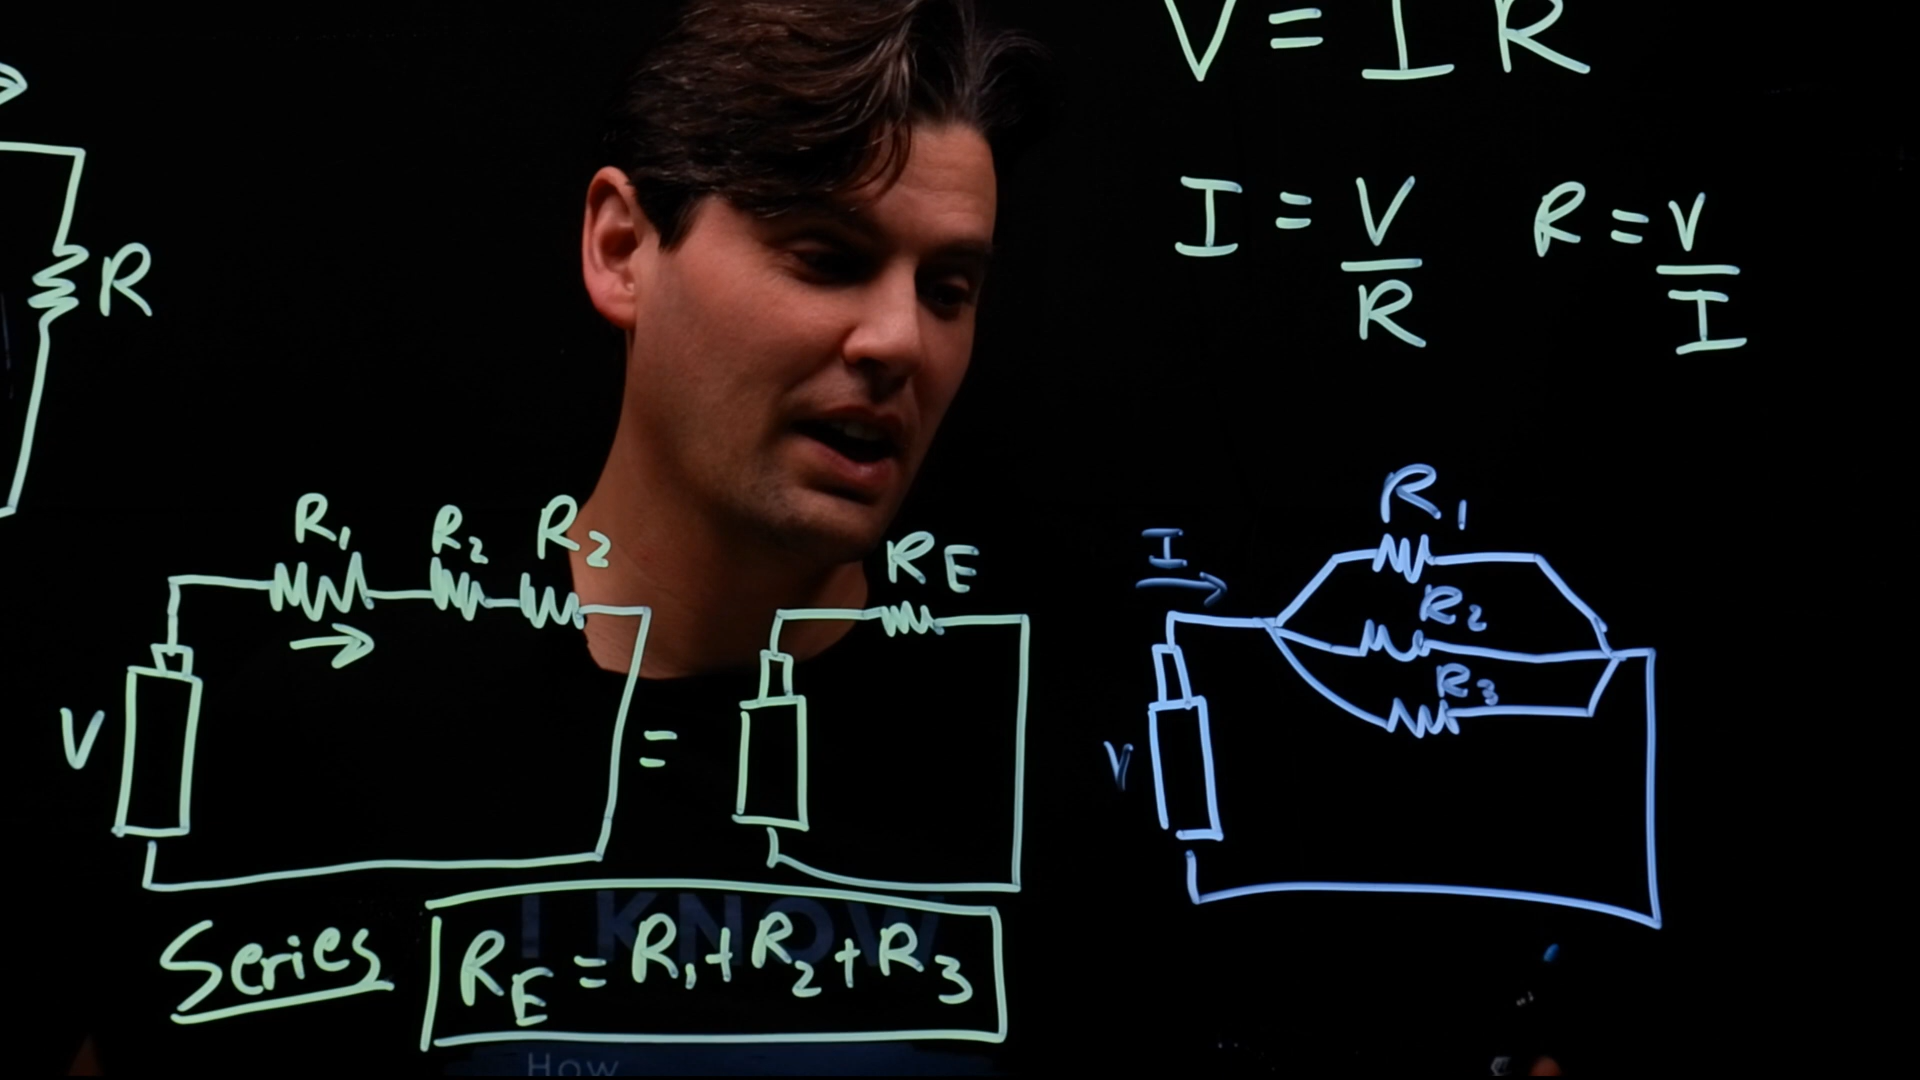 V = I R
I = V/R
R = V/I
R
R1 R2 R2
V
=
RE
Series
RE = R1 + R2 + R3
I
R1
R2
R3
V
I KNOW
How